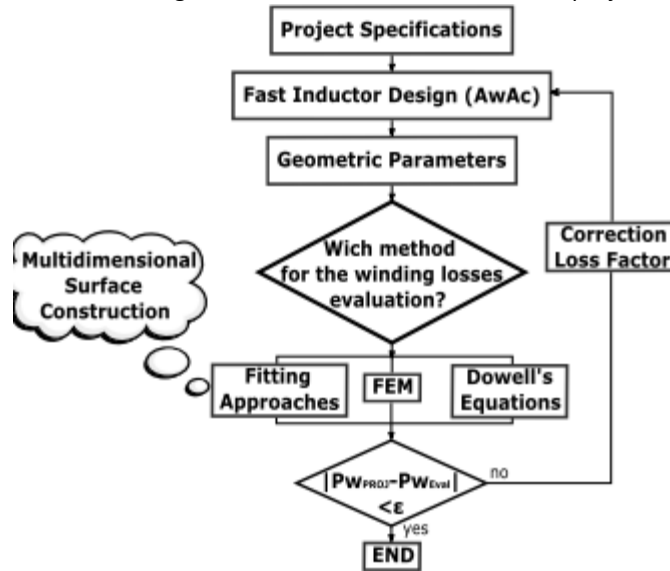 Project Specifications
Fast Inductor Design (AwAc)
Geometric Parameters
Wich method
for the winding losses
evaluation?
Correction
Loss Factor
Multidimensional
Surface
Construction
Fitting
Approaches
FEM
Dowell's
Equations
|PwPROJ-PwEval|
<ε
no
yes
END